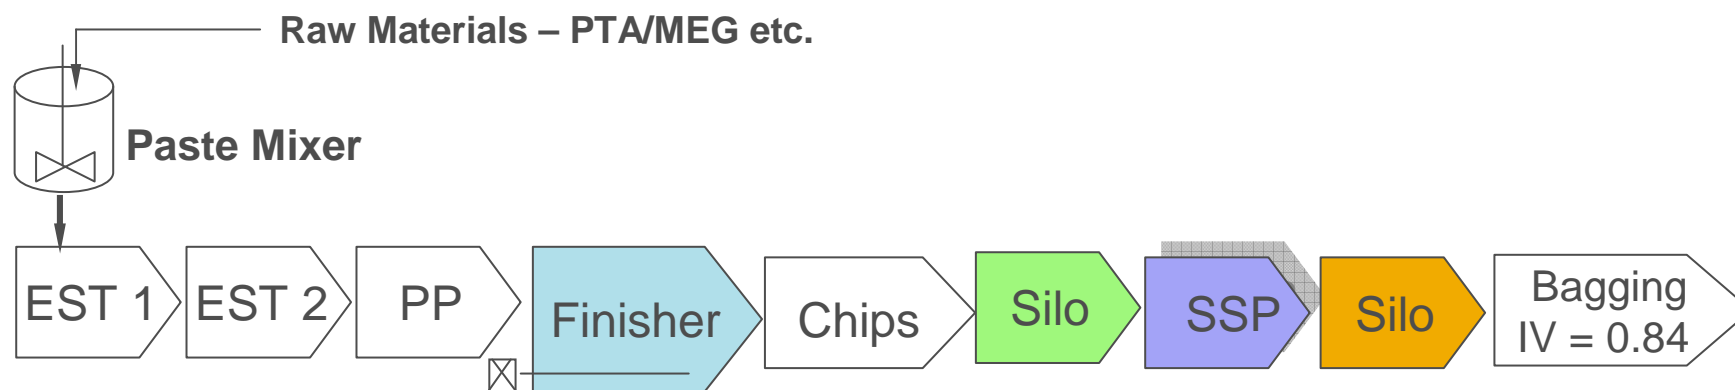 Raw Materials – PTA/MEG etc.
Paste Mixer
EST 1
EST 2
PP
Finisher
Chips
Silo
SSP
Silo
Bagging
IV = 0.84